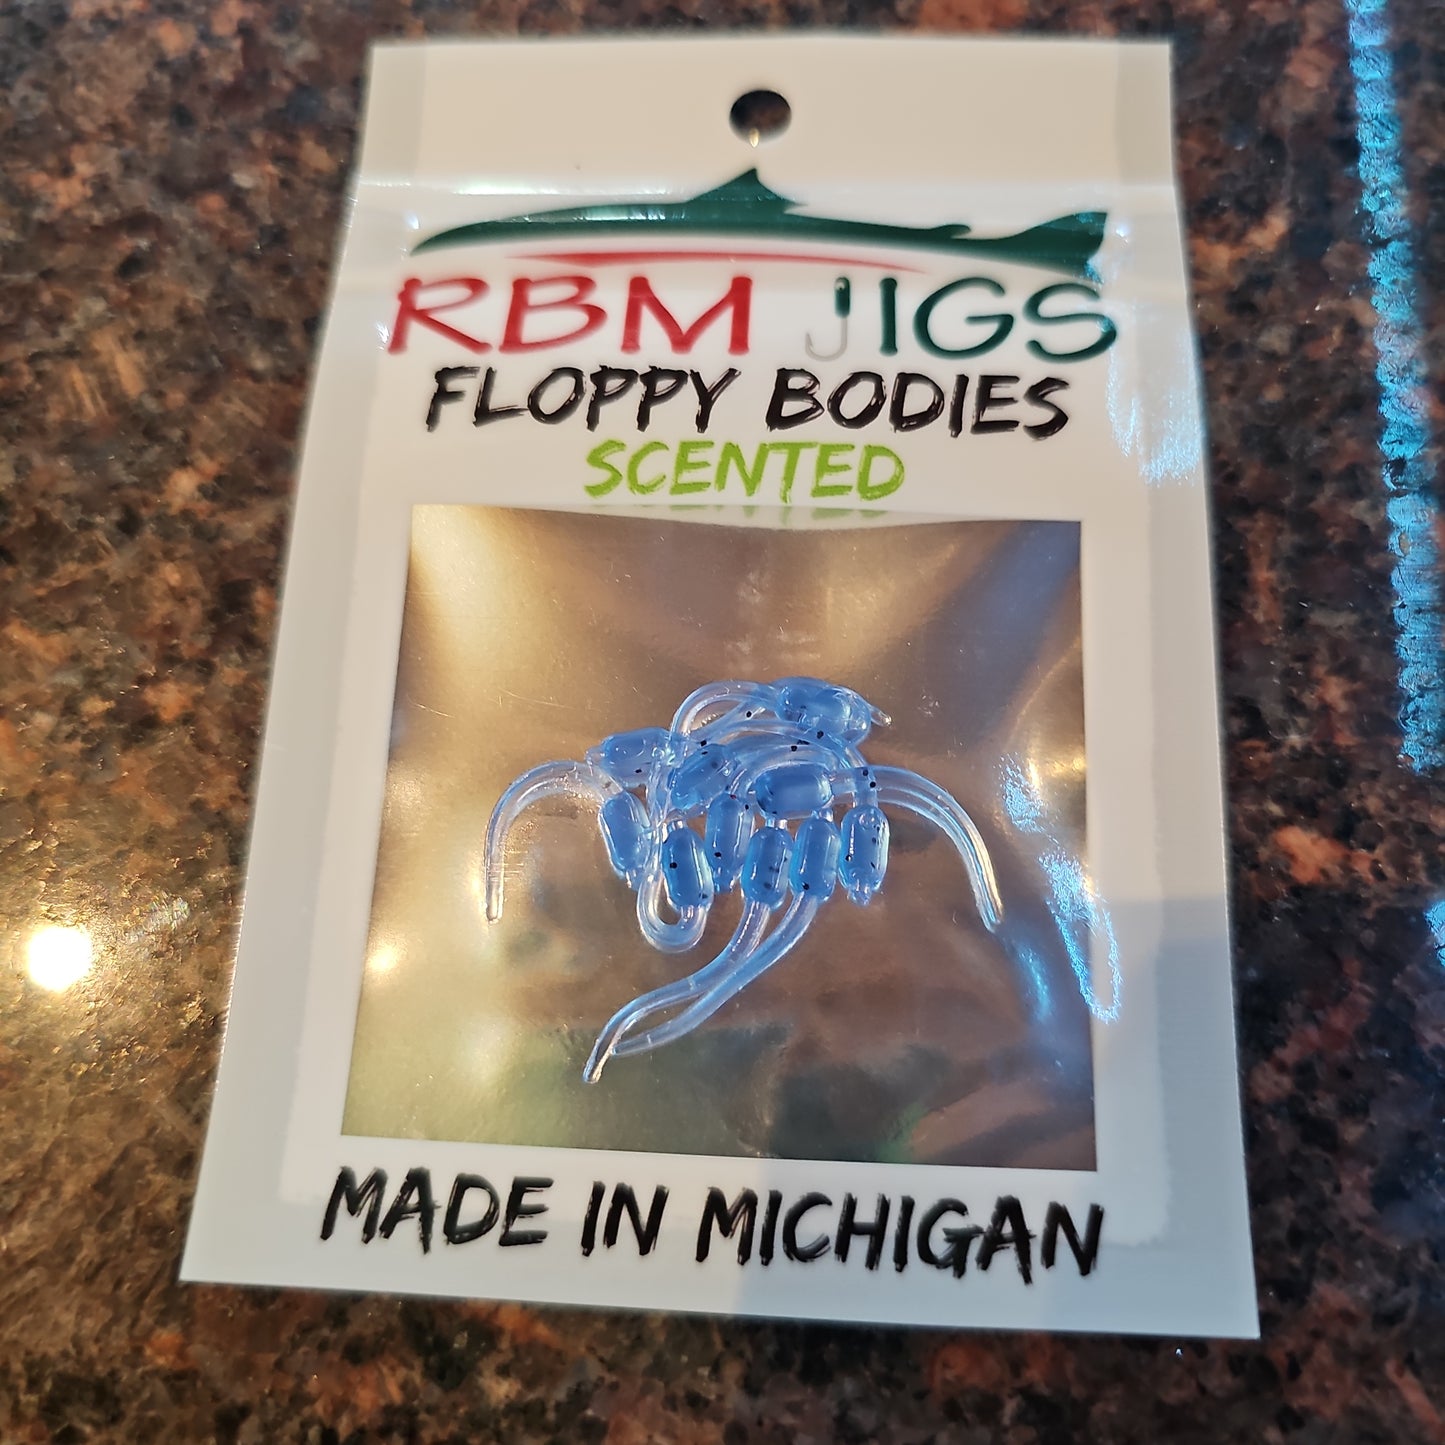 RBM JIGS
FLOPPY BODIES
SCENTED
MADE IN MICHIGAN